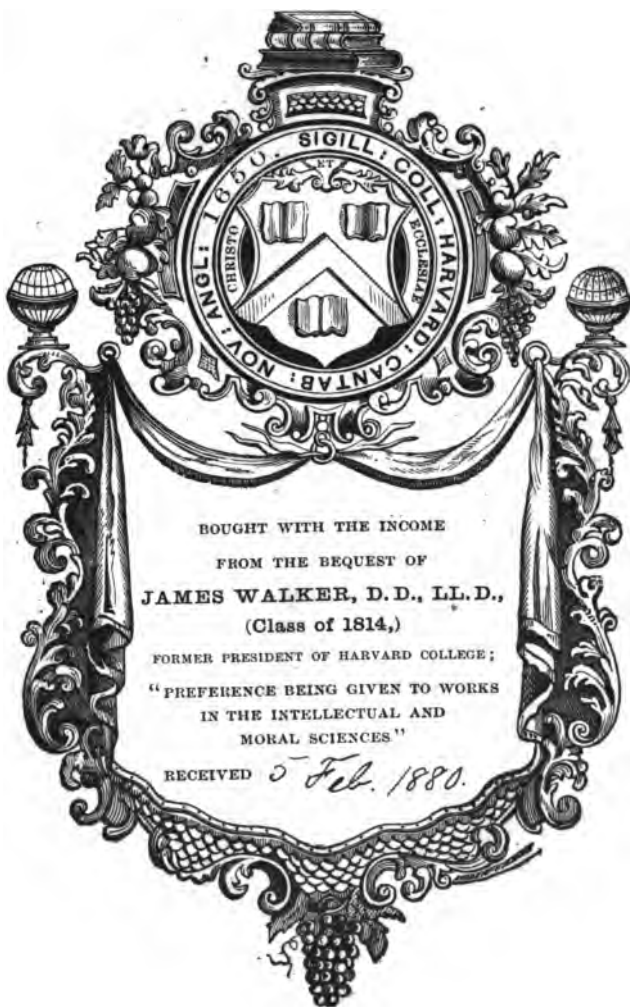 SIGILL: COLL: HARVARD: CANTAB: NOV: ANGL: 1650.
CHRISTO
ET
ECCLESIAE
BOUGHT WITH THE INCOME
FROM THE BEQUEST OF
JAMES WALKER, D.D., LL.D.,
(Class of 1814,)
FORMER PRESIDENT OF HARVARD COLLEGE;
"PREFERENCE BEING GIVEN TO WORKS
IN THE INTELLECTUAL AND
MORAL SCIENCES"
RECEIVED 5 Feb. 1880.